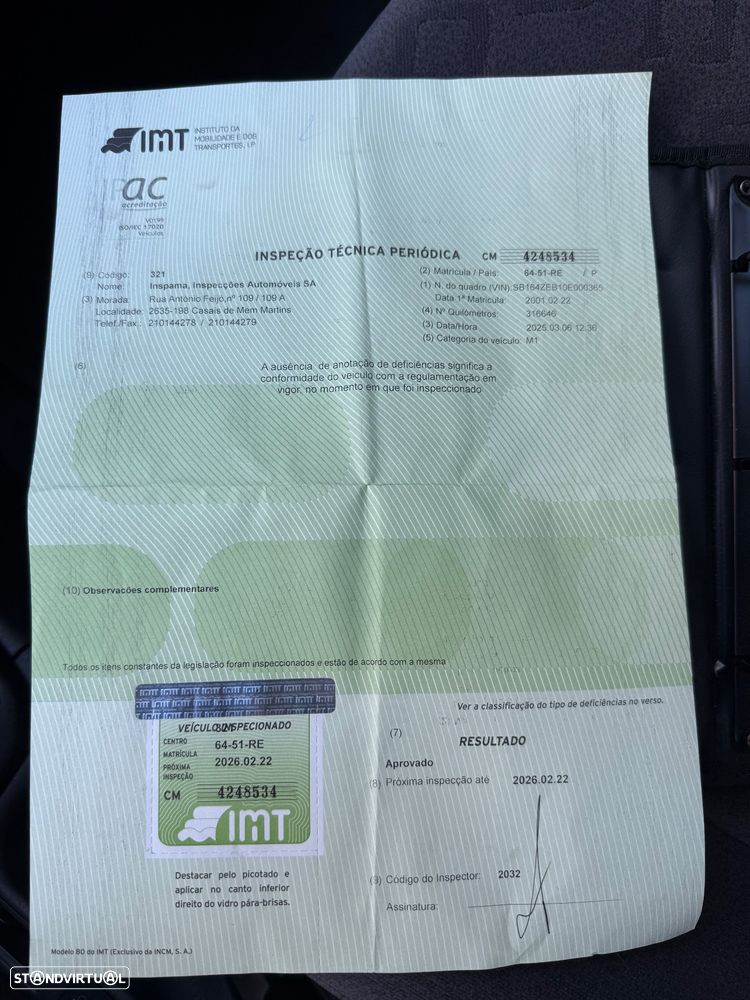 IMT INSTITUTO DA
MOBILIDADE E DOS
TRANSPORTES, I.P.
ac
acreditação
ISO/IEC 17020
Veículos
INSPEÇÃO TÉCNICA PERIÓDICA CM 4248534
(9) Código: 321
Nome: Inspama, Inspecções Automóveis SA
(3) Morada: Rua António Feijó,nº 109 / 109 A
Localidade: 2635-198 Casais de Mem Martins
Telef./Fax.: 210144278 / 210144279
(2) Matrícula / País: 64-51-RE / P
(1) N. do quadro (VIN): SB164ZEB10E000365
Data 1ª Matrícula: 2001.02.22
(4) Nº Quilómetros: 316646
(3) Data/Hora 2025.03.06 12:36
(5) Categoria do veículo: M1
(6)
A ausência de anotação de deficiências significa a
conformidade do veículo com a regulamentação em
vigor, no momento em que foi inspeccionado
(10) Observacões complementares
Todos os itens constantes da legislação foram inspeccionados e estão de acordo com a mesma
Ver a classificação do tipo de deficiências no verso.
(7)
RESULTADO
Aprovado
(8) Próxima inspecção até 2026.02.22
(9) Código do Inspector: 2032
Assinatura:
VEÍCULO INSPECIONADO
CENTRO 321
MATRÍCULA 64-51-RE
PRÓXIMA INSPEÇÃO 2026.02.22
CM 4248534
IMT
Destacar pelo picotado e
aplicar no canto inferior
direito do vidro pára-brisas.
Modelo 80 do IMT (Exclusivo da INCM, S. A.)
STANDVIRTUAL